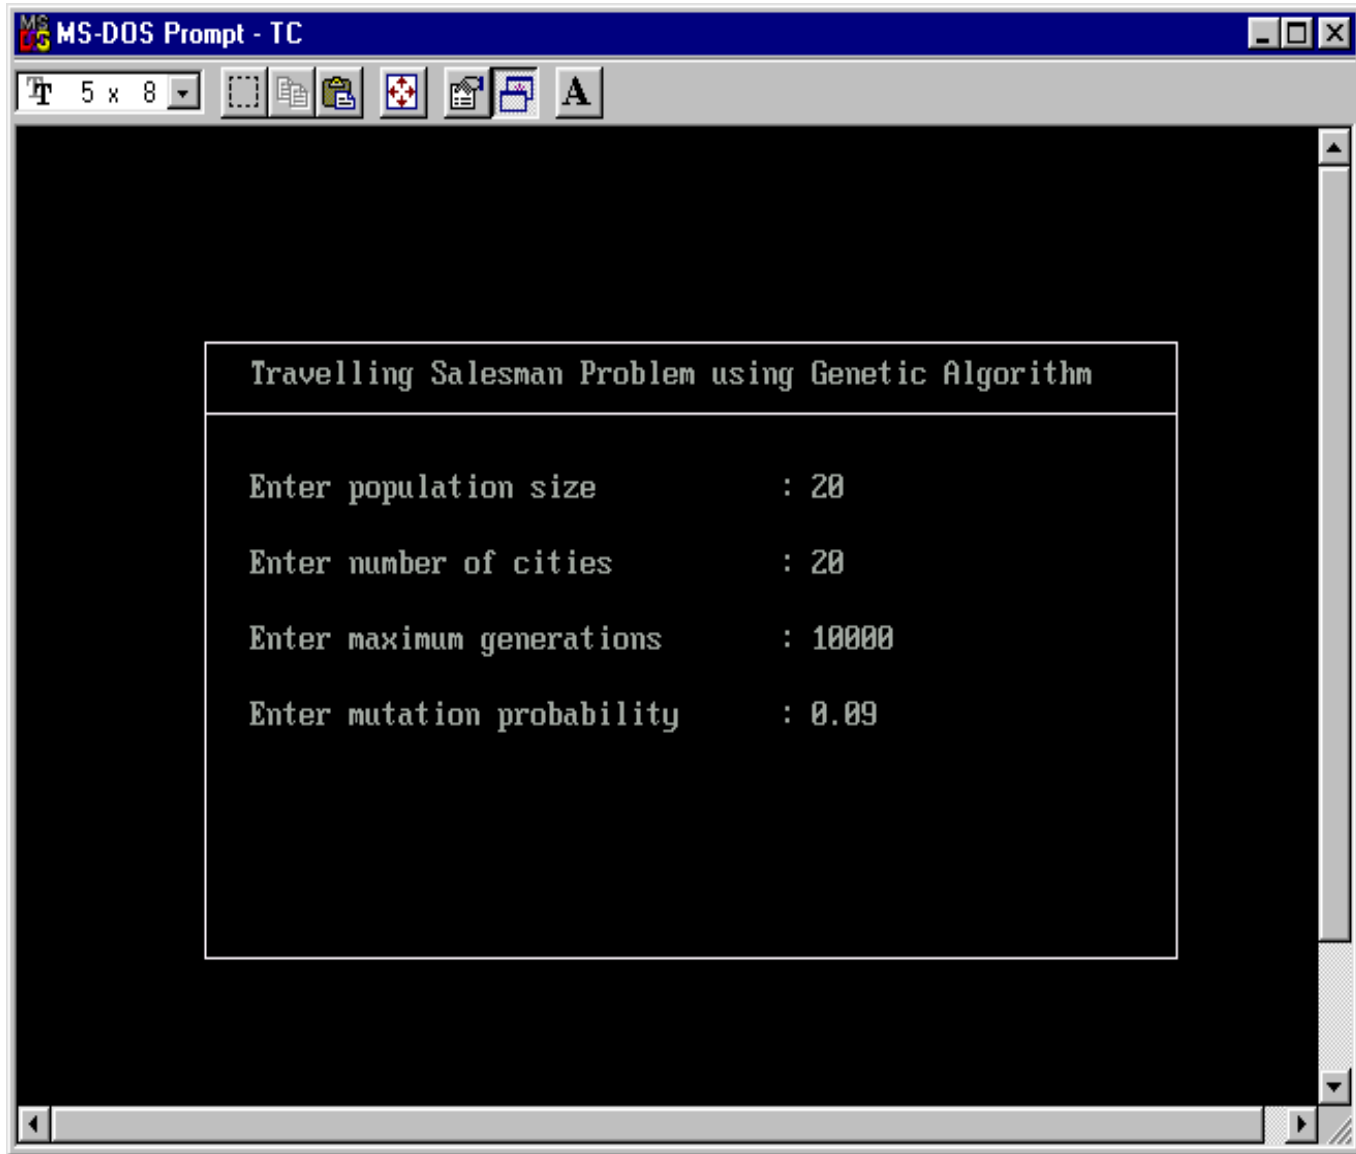 MS-DOS Prompt - TC
5 x 8 A
Travelling Salesman Problem using Genetic Algorithm
Enter population size : 20
Enter number of cities : 20
Enter maximum generations : 10000
Enter mutation probability : 0.09